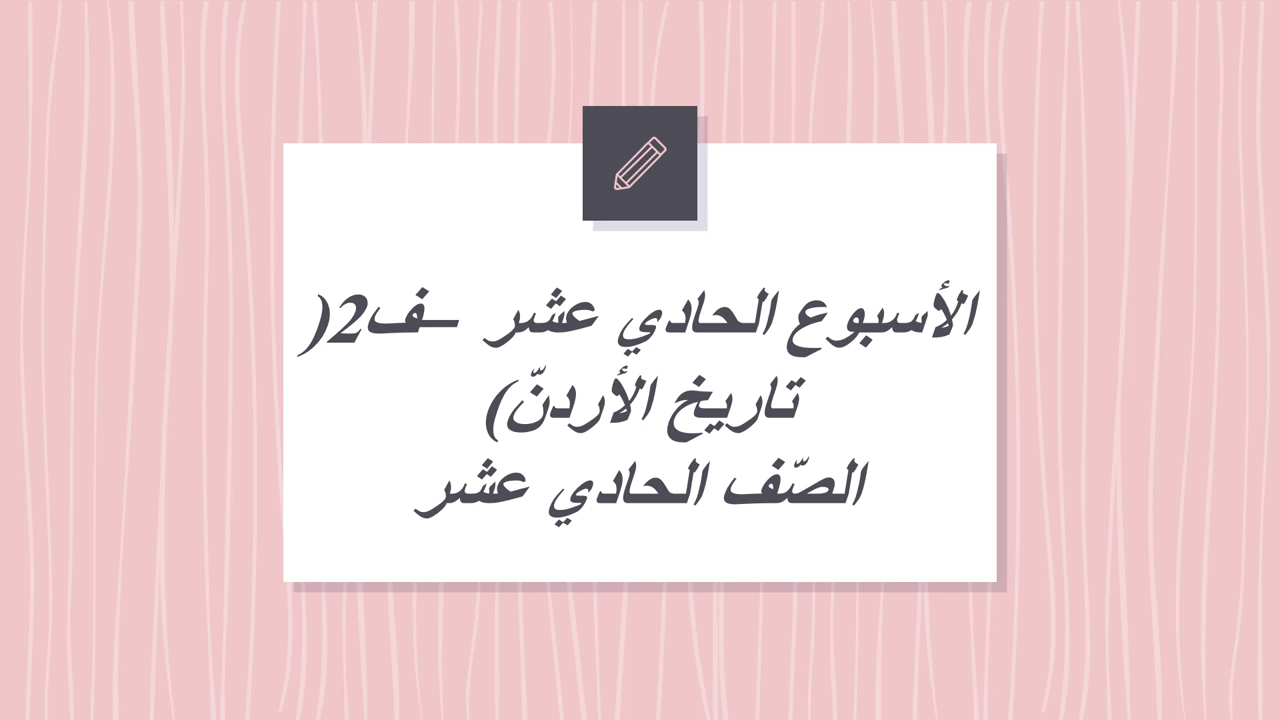 الأسبوع الحادي عشر –ف2(
تاريخ الأردنّ)
الصّف الحادي عشر